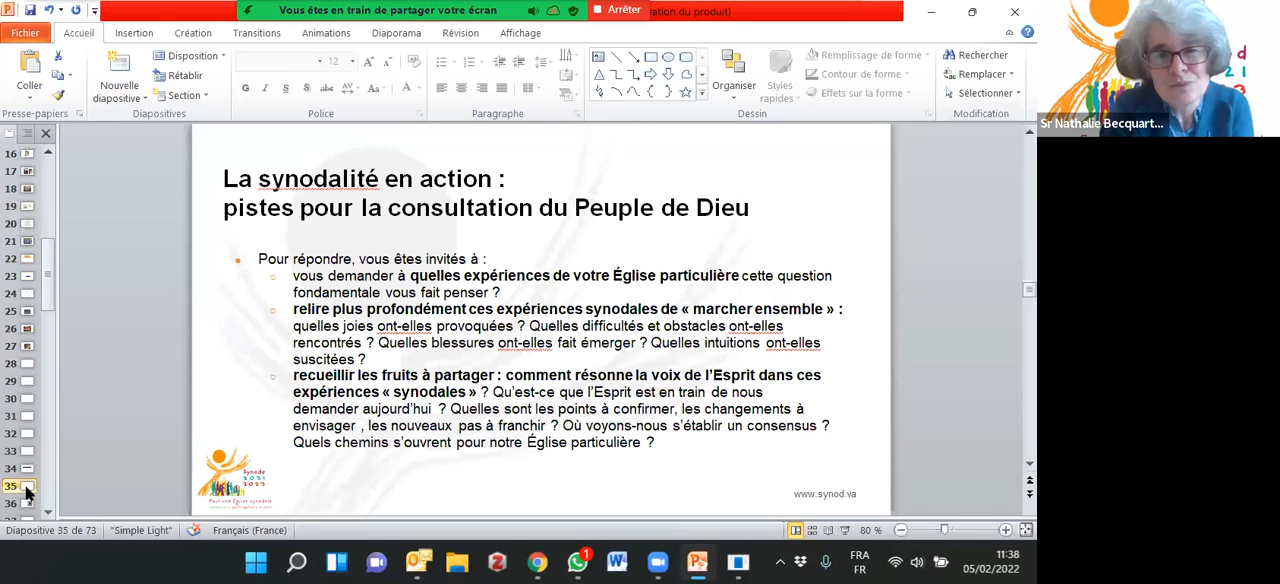 Vous êtes en train de partager votre écran
Arrêter
ration du produit)
Fichier
Accueil
Insertion
Création
Transitions
Animations
Diaporama
Révision
Affichage
Coller
Nouvelle
diapositive
Disposition
Rétablir
Section
12
G I S S abc AV Aa A
Organiser
Styles
rapides
Remplissage de forme
Contour de forme
Effets sur la forme
Rechercher
Remplacer
Sélectionner
Presse-papiers
Diapositives
Police
Paragraphe
Dessin
Modification
Sr Nathalie Becquart...
16
17
18
19
20
21
22
23
24
25
26
27
28
29
30
31
32
33
34
35
36
La synodalité en action :
pistes pour la consultation du Peuple de Dieu
Pour répondre, vous êtes invités à :
vous demander à quelles expériences de votre Église particulière cette question
fondamentale vous fait penser ?
relire plus profondément ces expériences synodales de « marcher ensemble » :
quelles joies ont-elles provoquées ? Quelles difficultés et obstacles ont-elles
rencontrés ? Quelles blessures ont-elles fait émerger ? Quelles intuitions ont-elles
suscitées ?
recueillir les fruits à partager : comment résonne la voix de l’Esprit dans ces
expériences « synodales » ? Qu’est-ce que l’Esprit est en train de nous
demander aujourd’hui ? Quelles sont les points à confirmer, les changements à
envisager , les nouveaux pas à franchir ? Où voyons-nous s’établir un consensus ?
Quels chemins s’ouvrent pour notre Église particulière ?
Synode
2021
2023
Pour une Église synodale
www.synod.va
Diapositive 35 de 73
"Simple Light"
Français (France)
80 %
1
FRA
FR
11:38
05/02/2022